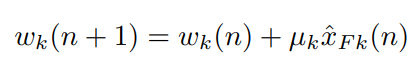 w_k(n + 1) = w_k(n) + μ_k x̂_{Fk}(n)